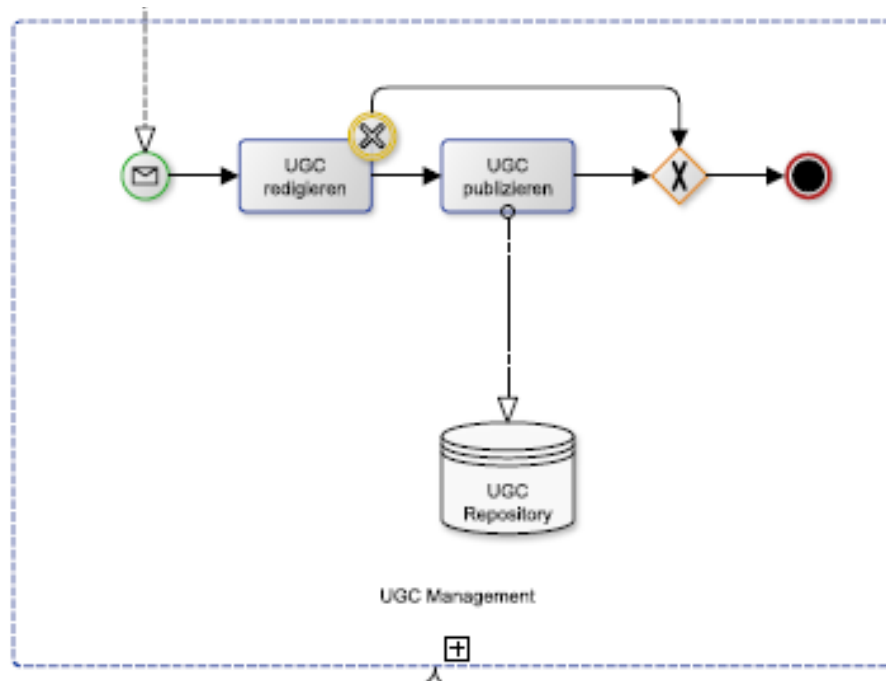 UGC
redigieren
UGC
publizieren
UGC
Repository
UGC Management